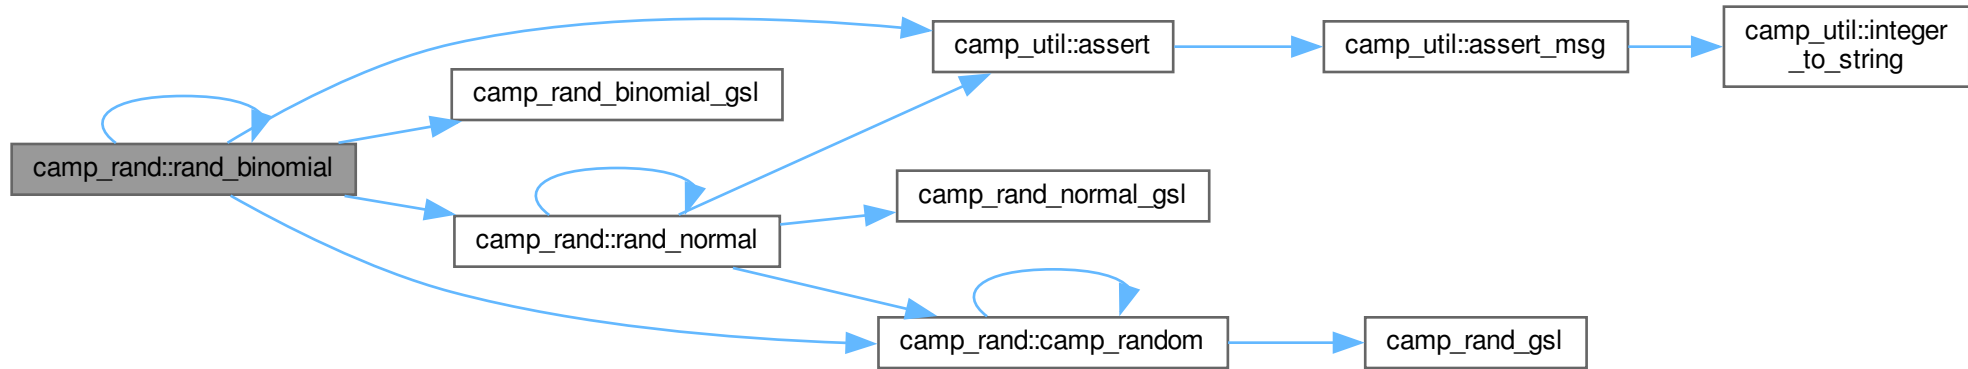 camp_rand::rand_binomial
camp_rand_binomial_gsl
camp_rand::rand_normal
camp_util::assert
camp_rand_normal_gsl
camp_rand::camp_random
camp_util::assert_msg
camp_rand_gsl
camp_util::integer
_to_string